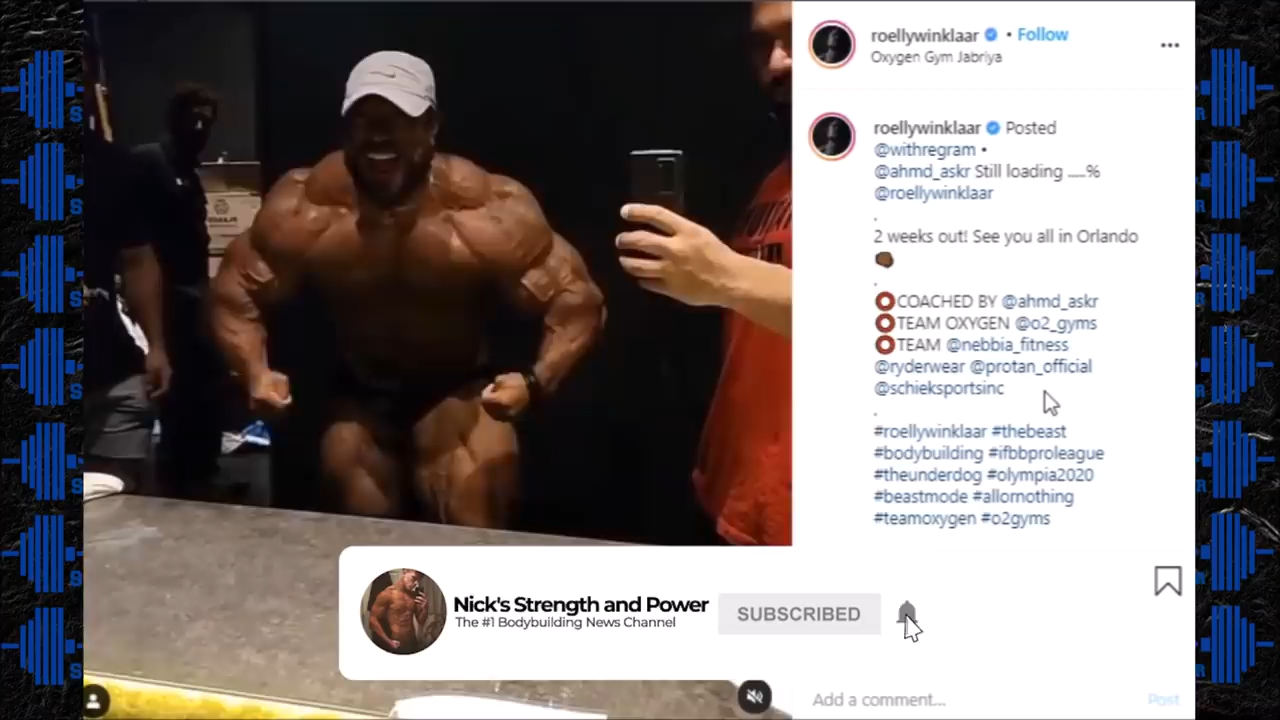 roellywinklaar • Follow
Oxygen Gym Jabriya
roellywinklaar Posted
@withregram •
@ahmd_askr Still loading .....%
@roellywinklaar
.
2 weeks out! See you all in Orlando
.
COACHED BY @ahmd_askr
TEAM OXYGEN @o2_gyms
TEAM @nebbia_fitness
@ryderwear @protan_official
@schieksportsinc
.
#roellywinklaar #thebeast
#bodybuilding #ifbbproleague
#theunderdog #olympia2020
#beastmode #allornothing
#teamoxygen #o2gyms
Nick's Strength and Power
The #1 Bodybuilding News Channel
SUBSCRIBED
Add a comment...
Post